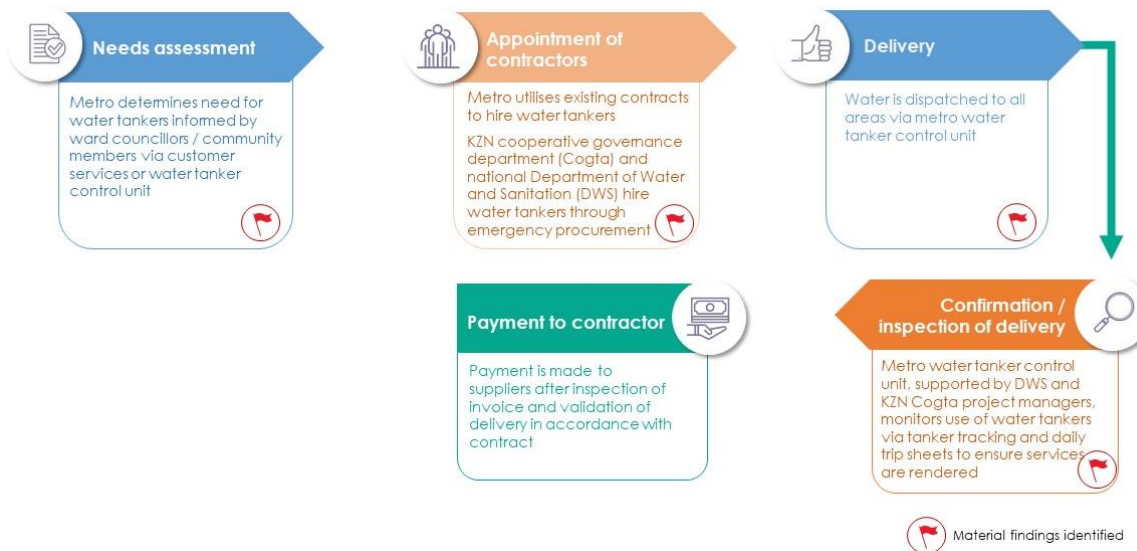 Needs assessment
Metro determines need for
water tankers informed by
ward councillors / community
members via customer
services or water tanker
control unit
Appointment of
contractors
Metro utilises existing contracts
to hire water tankers
KZN cooperative governance
department (Cogta) and
national Department of Water
and Sanitation (DWS) hire
water tankers through
emergency procurement
Delivery
Water is dispatched to all
areas via metro water
tanker control unit
Confirmation /
inspection of delivery
Metro water tanker control
unit, supported by DWS and
KZN Cogta project managers,
monitors use of water tankers
via tanker tracking and daily
trip sheets to ensure services
are rendered
Payment to contractor
Payment is made to
suppliers after inspection of
invoice and validation of
delivery in accordance with
contract
Material findings identified